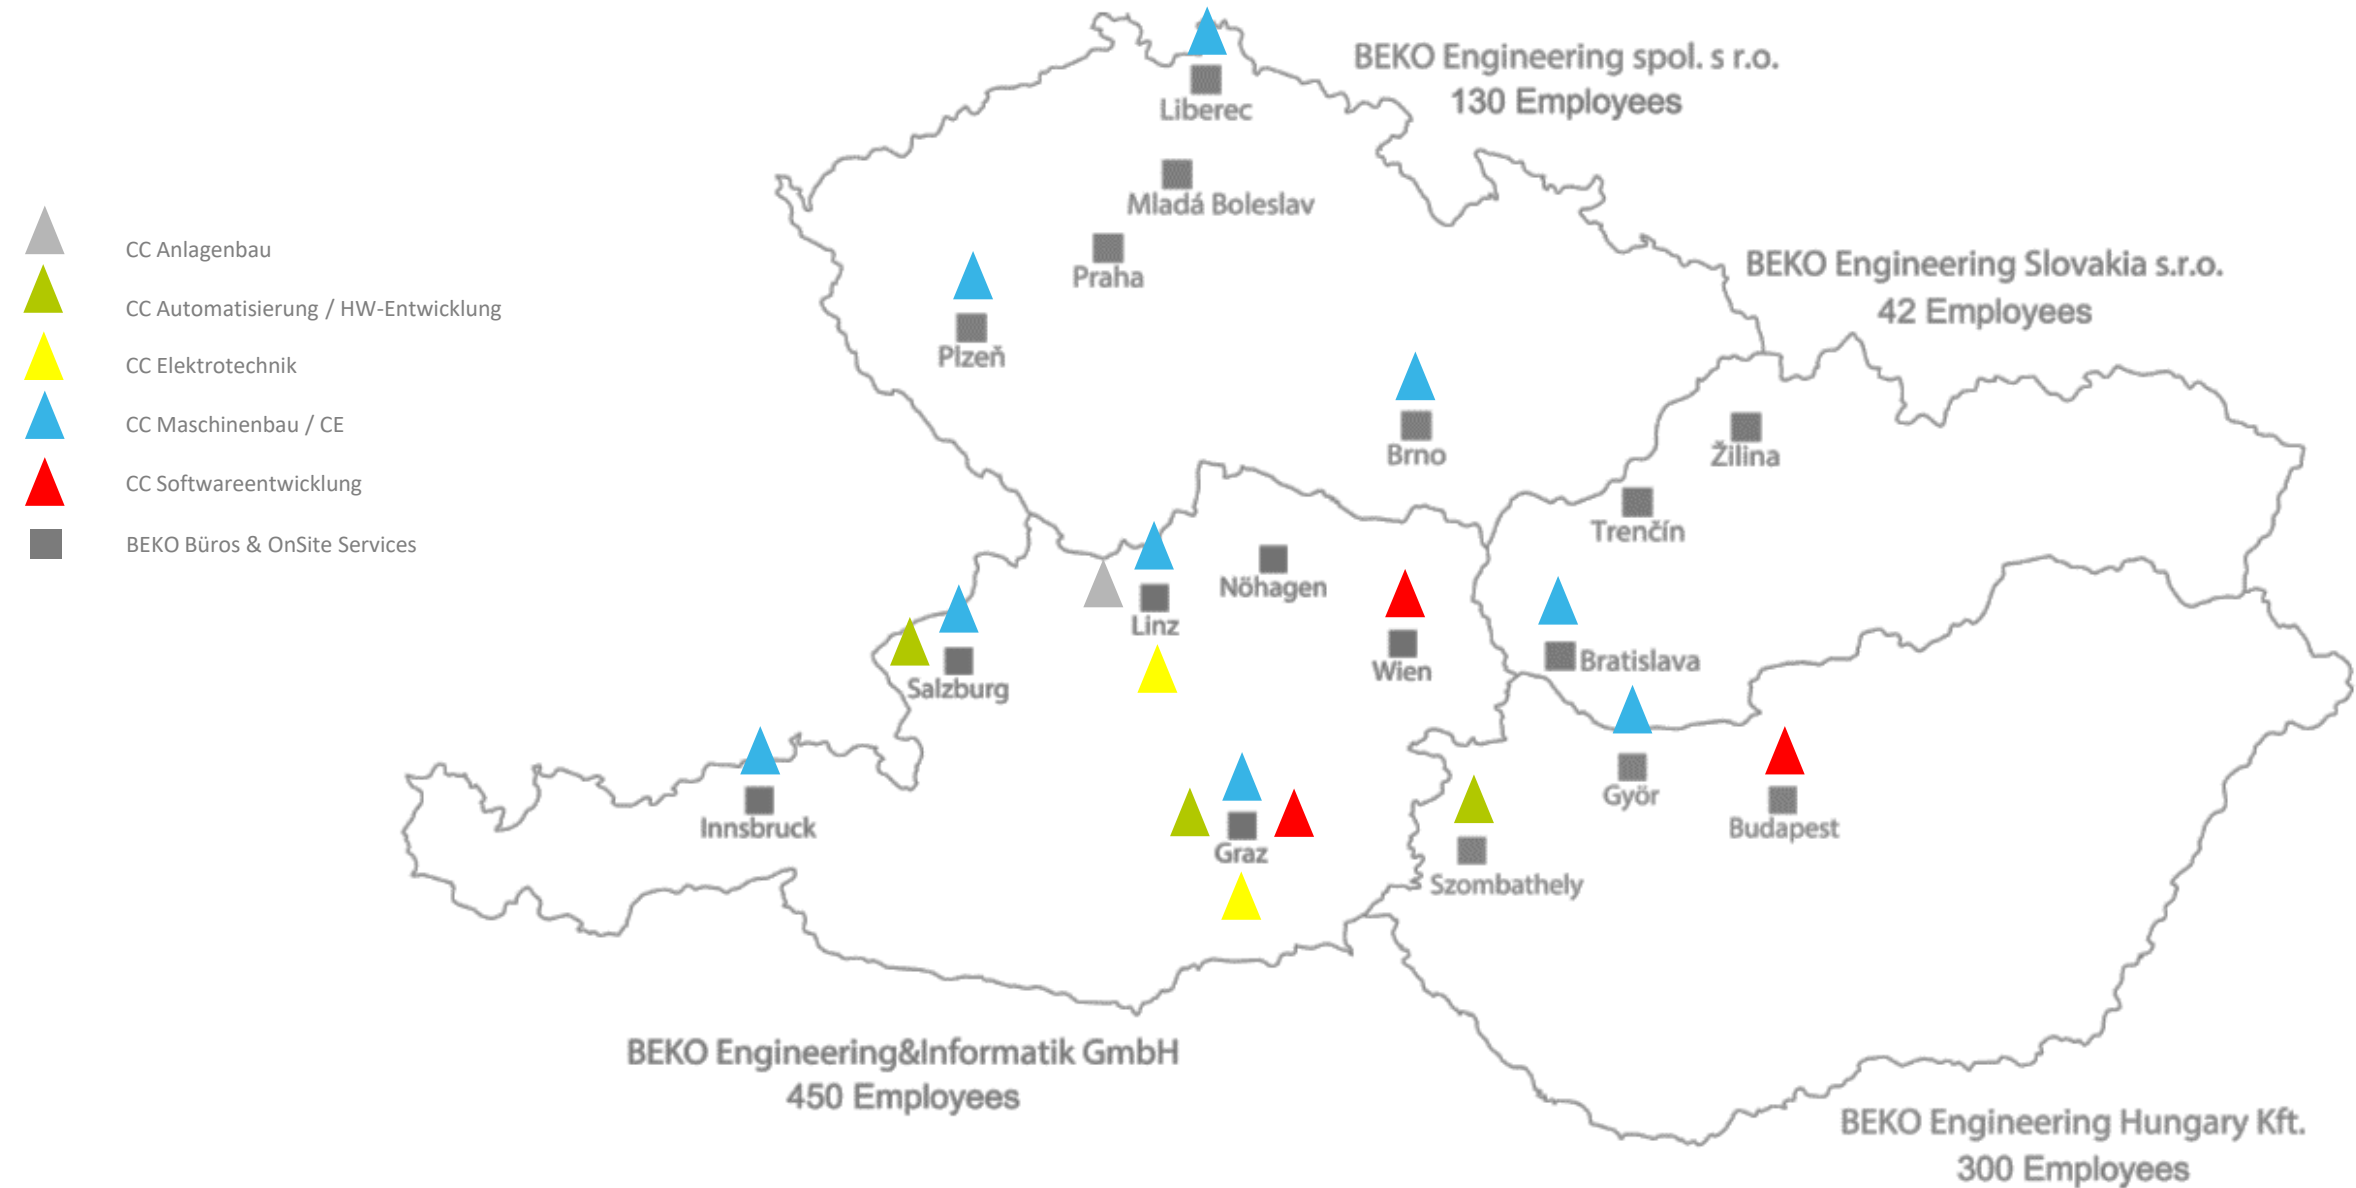 BEKO Engineering spol. s r.o.
130 Employees
Liberec
Mladá Boleslav
Praha
Plzeň
Brno
BEKO Engineering Slovakia s.r.o.
42 Employees
Žilina
Trenčín
Bratislava
CC Anlagenbau
CC Automatisierung / HW-Entwicklung
CC Elektrotechnik
CC Maschinenbau / CE
CC Softwareentwicklung
BEKO Büros & OnSite Services
Nöhagen
Linz
Wien
Salzburg
Innsbruck
Graz
Györ
Budapest
Szombathely
BEKO Engineering&Informatik GmbH
450 Employees
BEKO Engineering Hungary Kft.
300 Employees